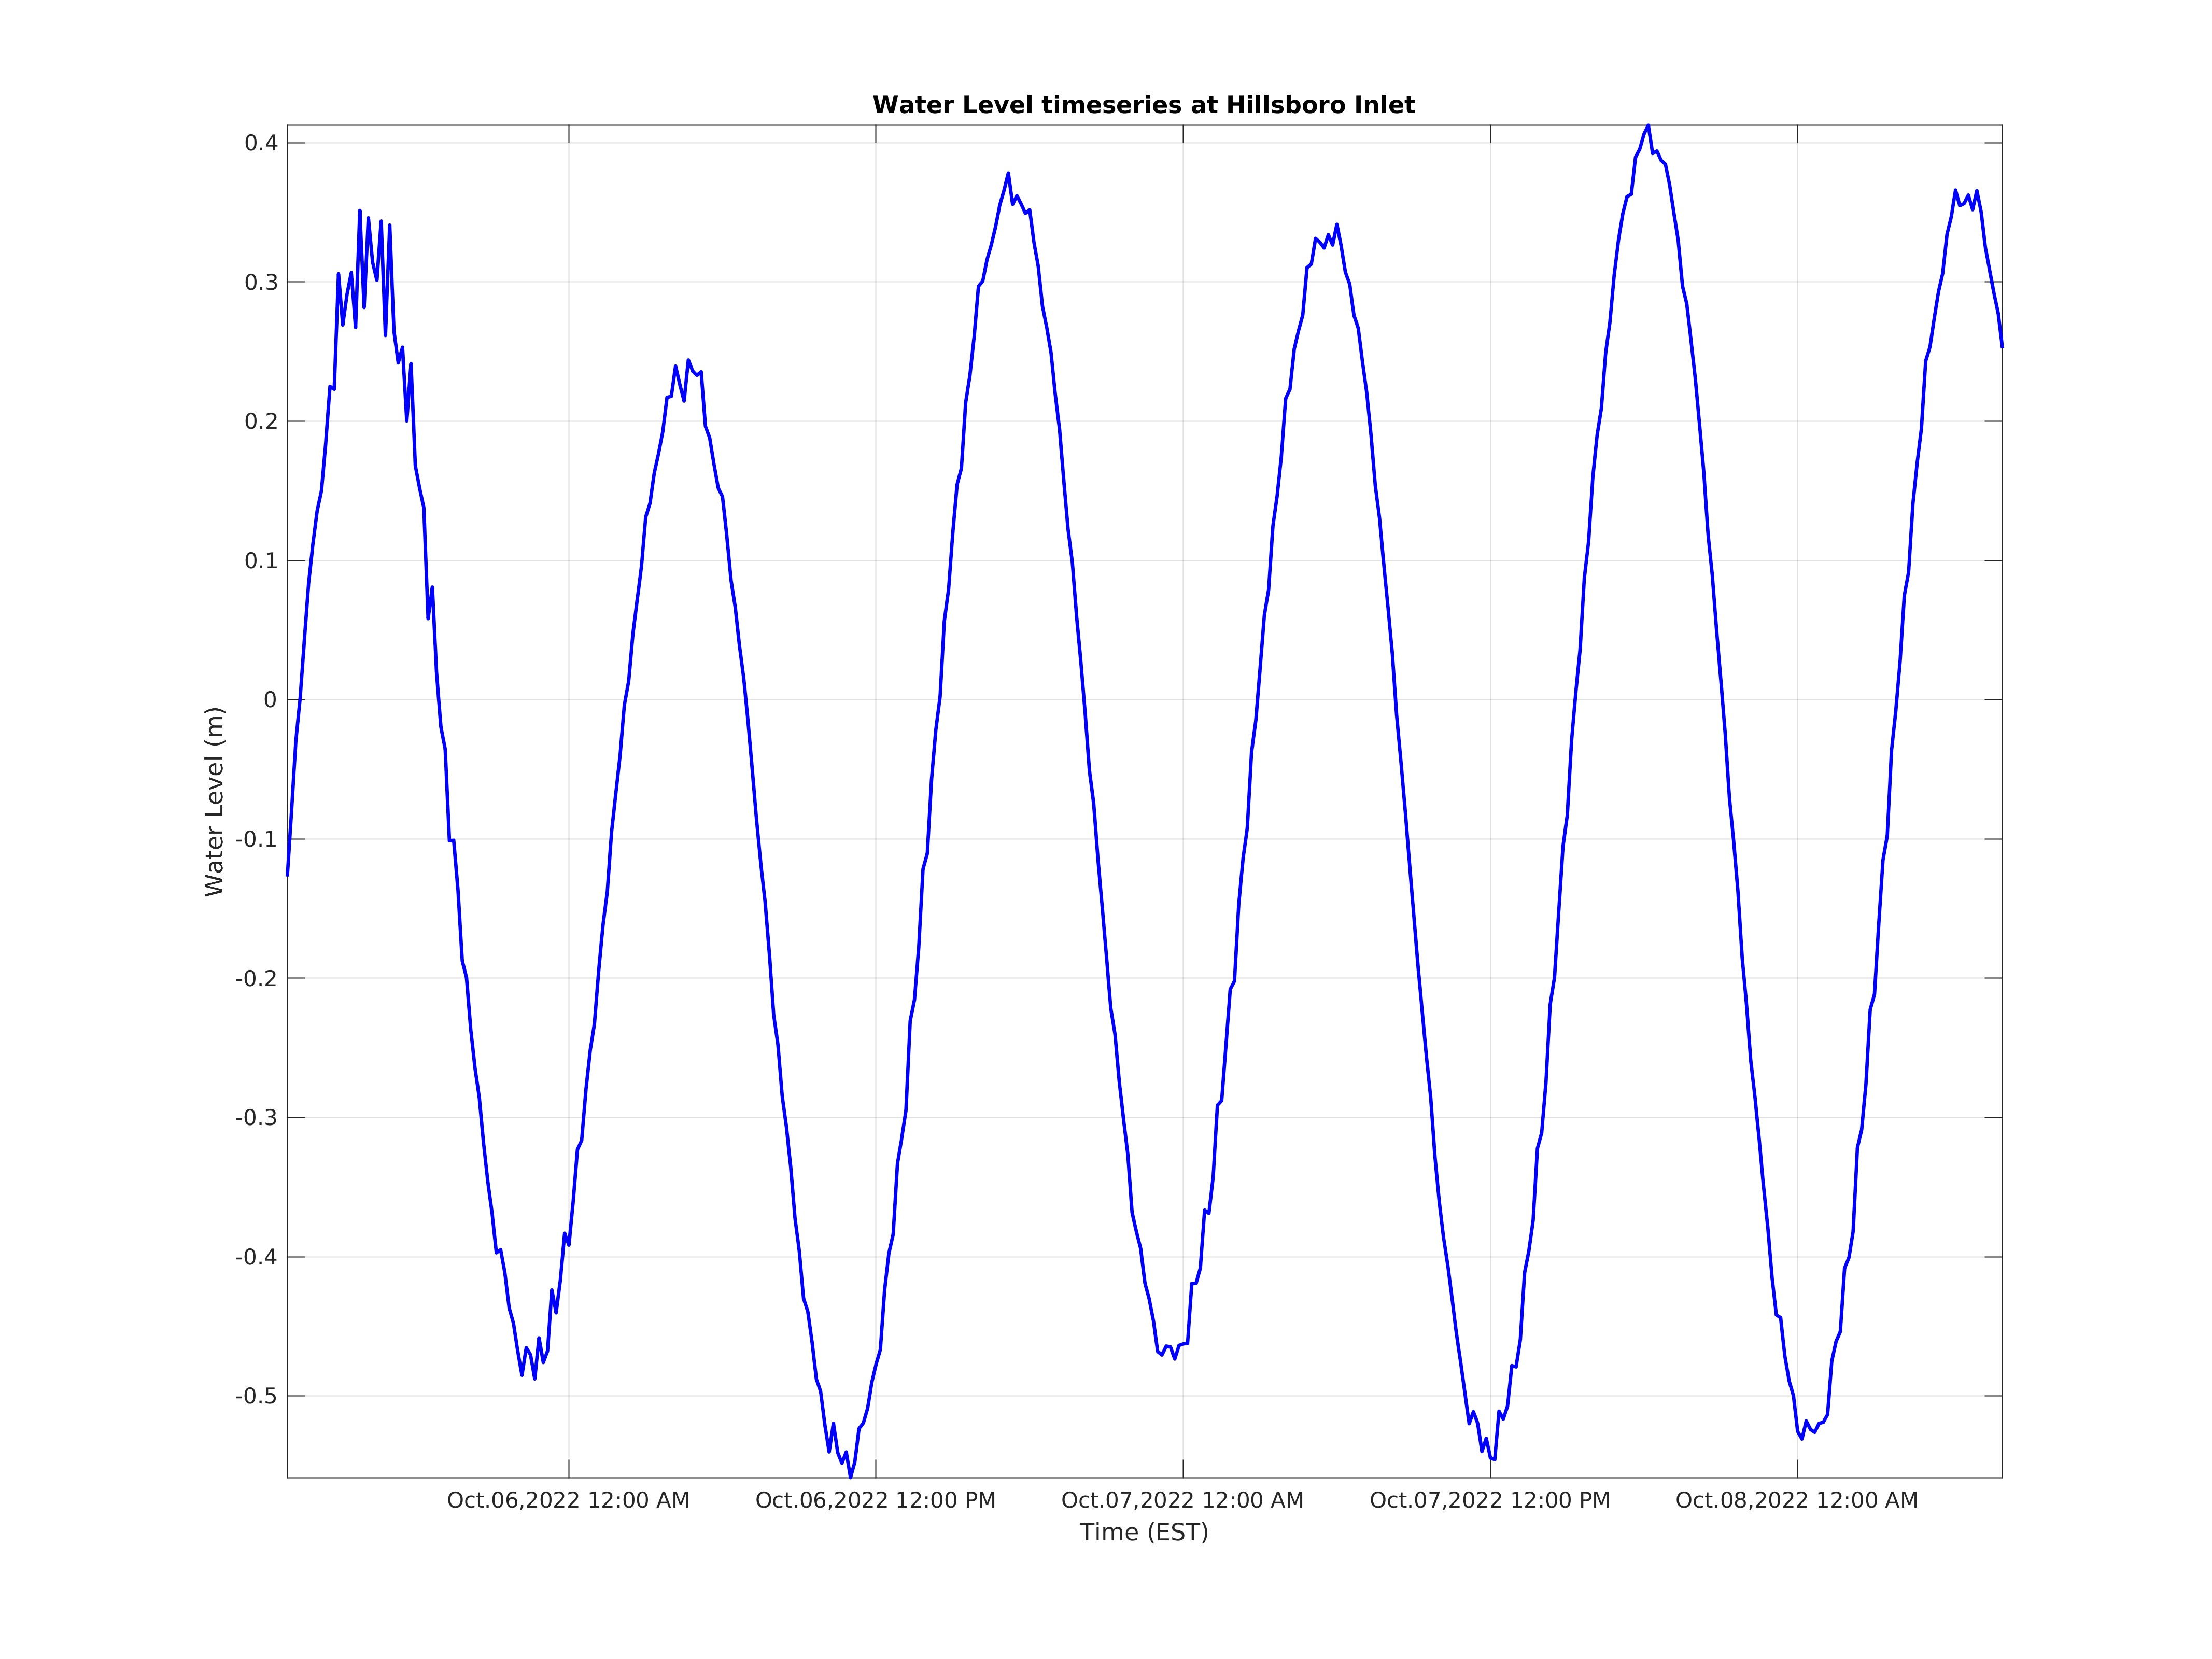 Water Level timeseries at Hillsboro Inlet
0.4
0.3
0.2
0.1
0
-0.1
-0.2
-0.3
-0.4
-0.5
Water Level (m)
Oct.06,2022 12:00 AM
Oct.06,2022 12:00 PM
Oct.07,2022 12:00 AM
Oct.07,2022 12:00 PM
Oct.08,2022 12:00 AM
Time (EST)